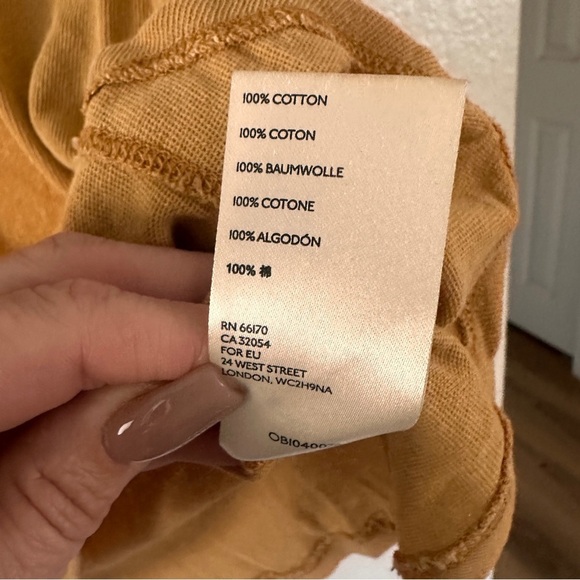 100% COTTON
100% COTON
100% BAUMWOLLE
100% COTONE
100% ALGODÓN
100% 棉
RN 66170
CA 32054
FOR EU
24 WEST STREET
LONDON, WC2H9NA